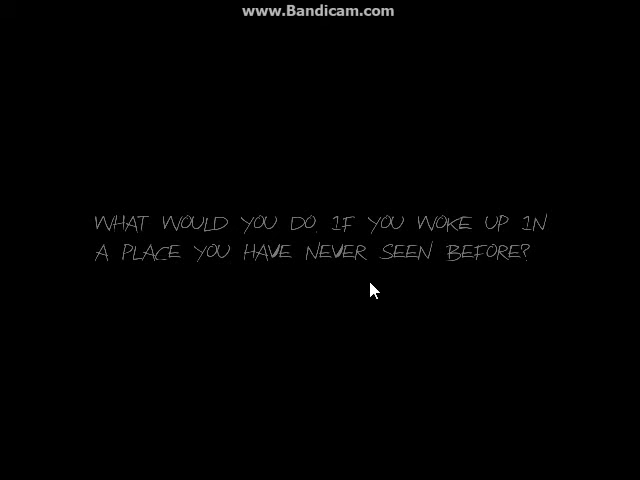 www.Bandicam.com
WHAT WOULD YOU DO, IF YOU WOKE UP IN
A PLACE YOU HAVE NEVER SEEN BEFORE?